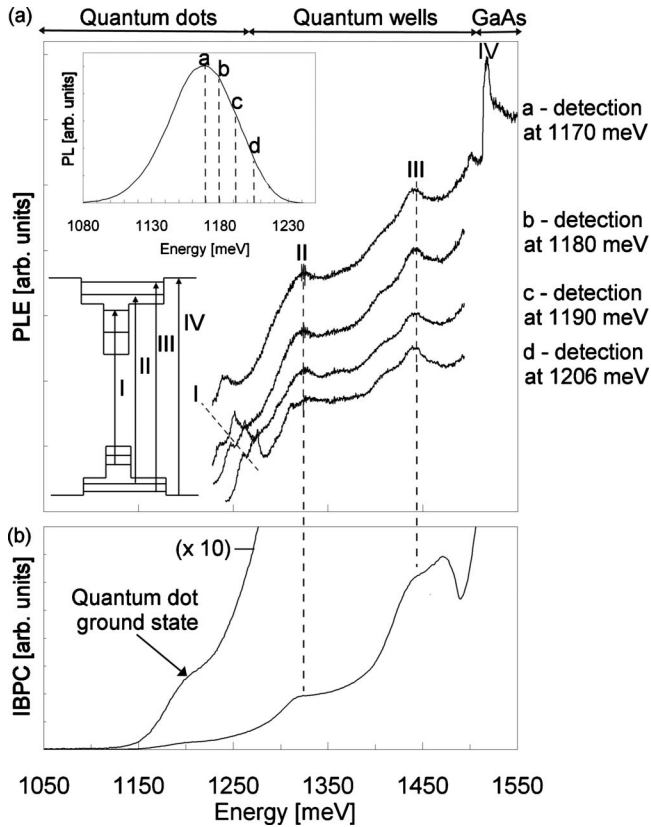 (a)
Quantum dots
Quantum wells
GaAs
PLE [arb. units]
PL [arb. units]
a
b
c
d
1080
1130
1180
1230
Energy [meV]
I
II
III
IV
I
II
III
IV
a - detection
at 1170 meV
b - detection
at 1180 meV
c - detection
at 1190 meV
d - detection
at 1206 meV
(b)
IBPC [arb. units]
(x 10)
Quantum dot
ground state
1050
1150
1250
1350
1450
1550
Energy [meV]